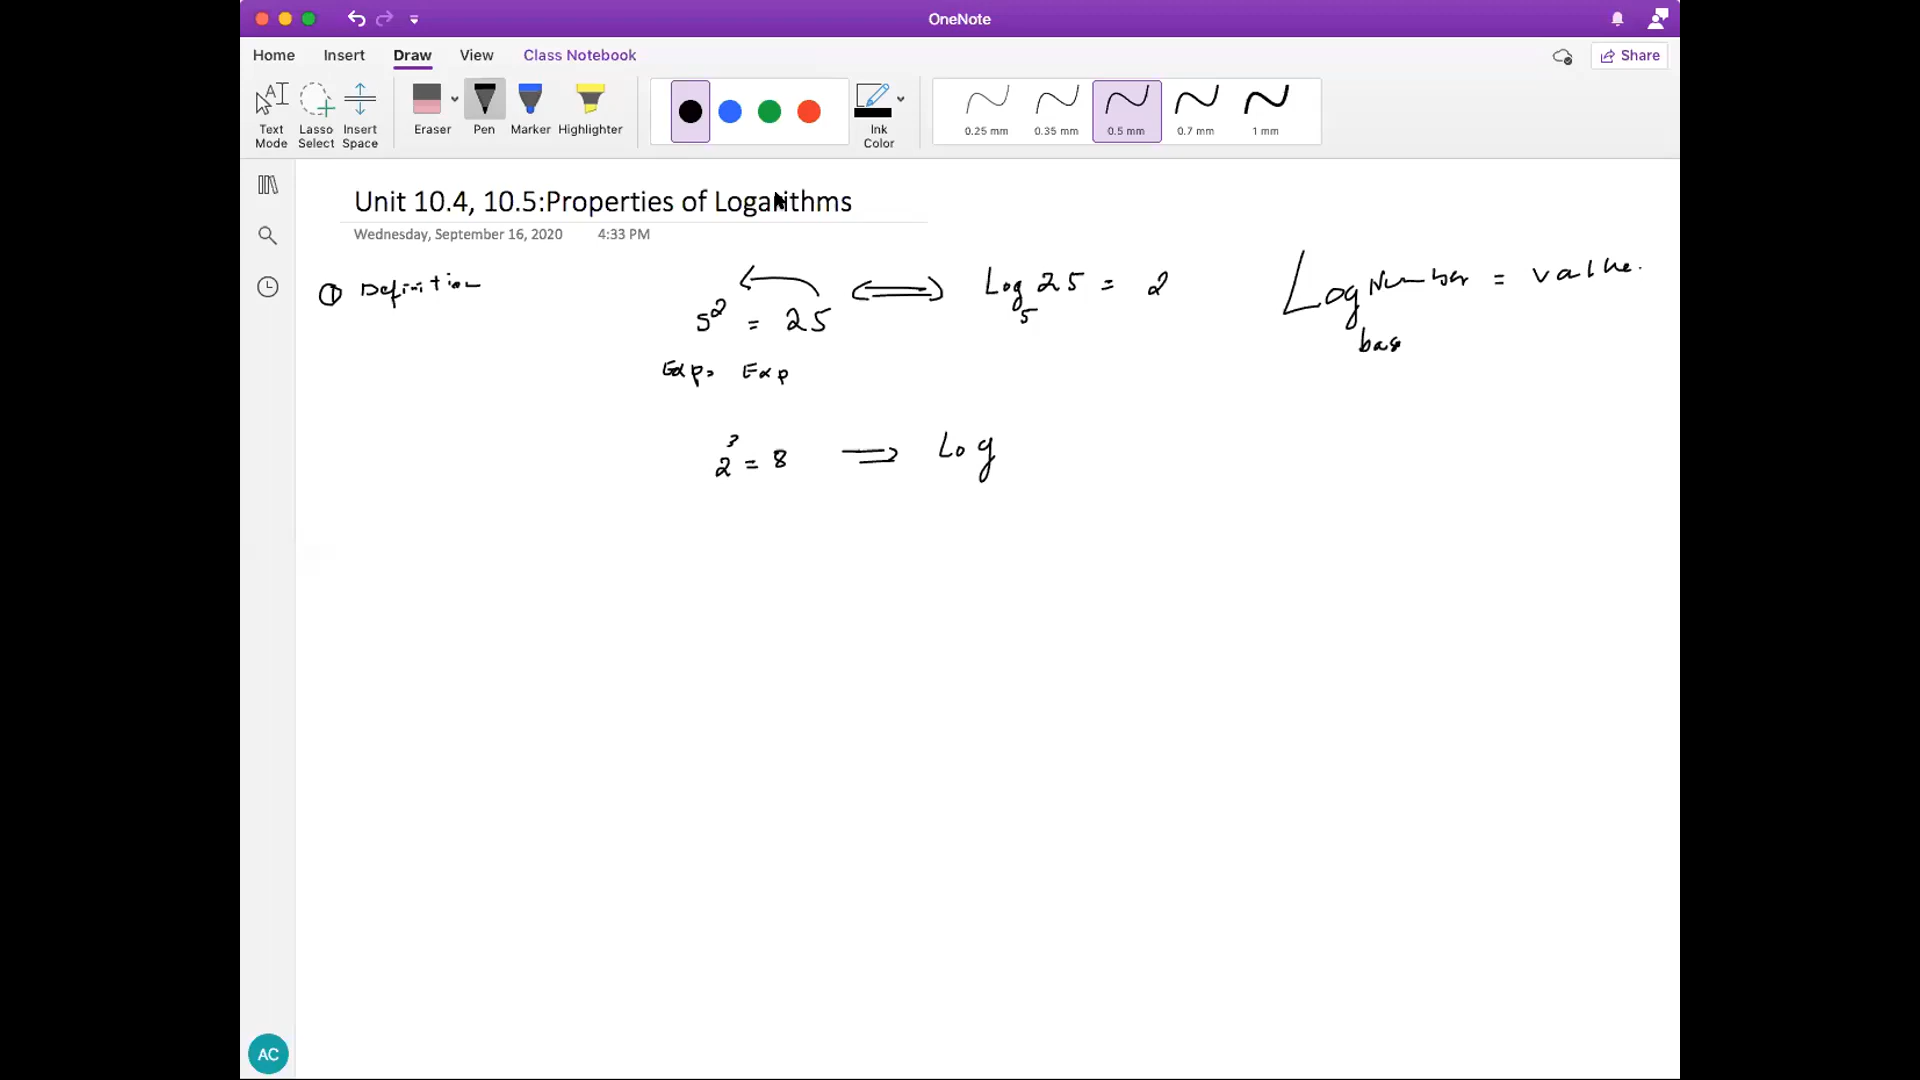 OneNote
Home Insert Draw View Class Notebook Share
Text Mode Lasso Select Insert Space Eraser Pen Marker Highlighter Ink Color 0.25 mm 0.35 mm 0.5 mm 0.7 mm 1 mm
Unit 10.4, 10.5:Properties of Logarithms
Wednesday, September 16, 2020 4:33 PM
① Definition
5² = 25 ⟺ Log₅ 25 = 2
Log Number = value.
base
Exp = Exp
2³ = 8 ⟹ Log
AC